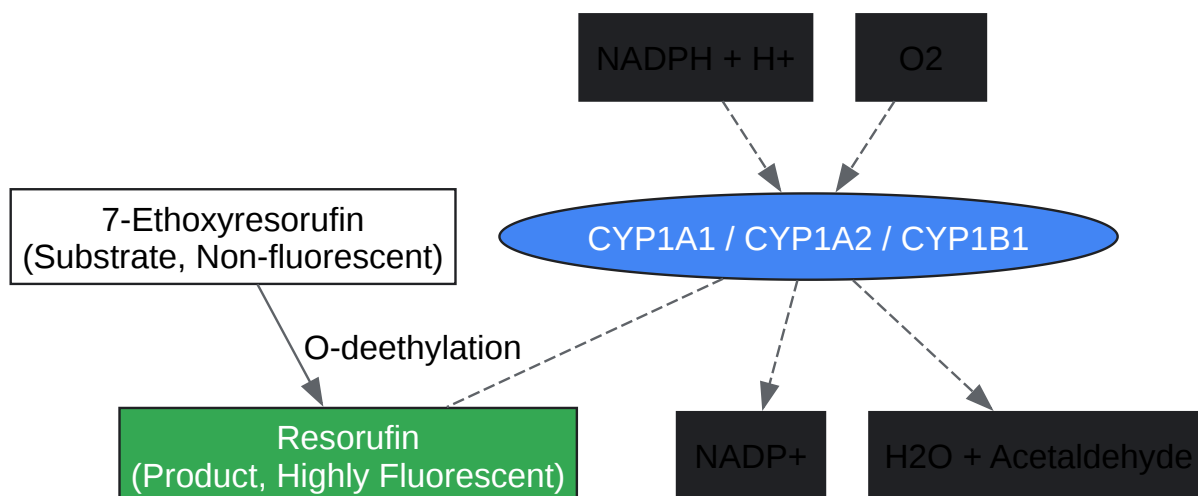 NADPH + H+
O2
7-Ethoxyresorufin
(Substrate, Non-fluorescent)
CYP1A1 / CYP1A2 / CYP1B1
O-deethylation
Resorufin
(Product, Highly Fluorescent)
NADP+
H2O + Acetaldehyde